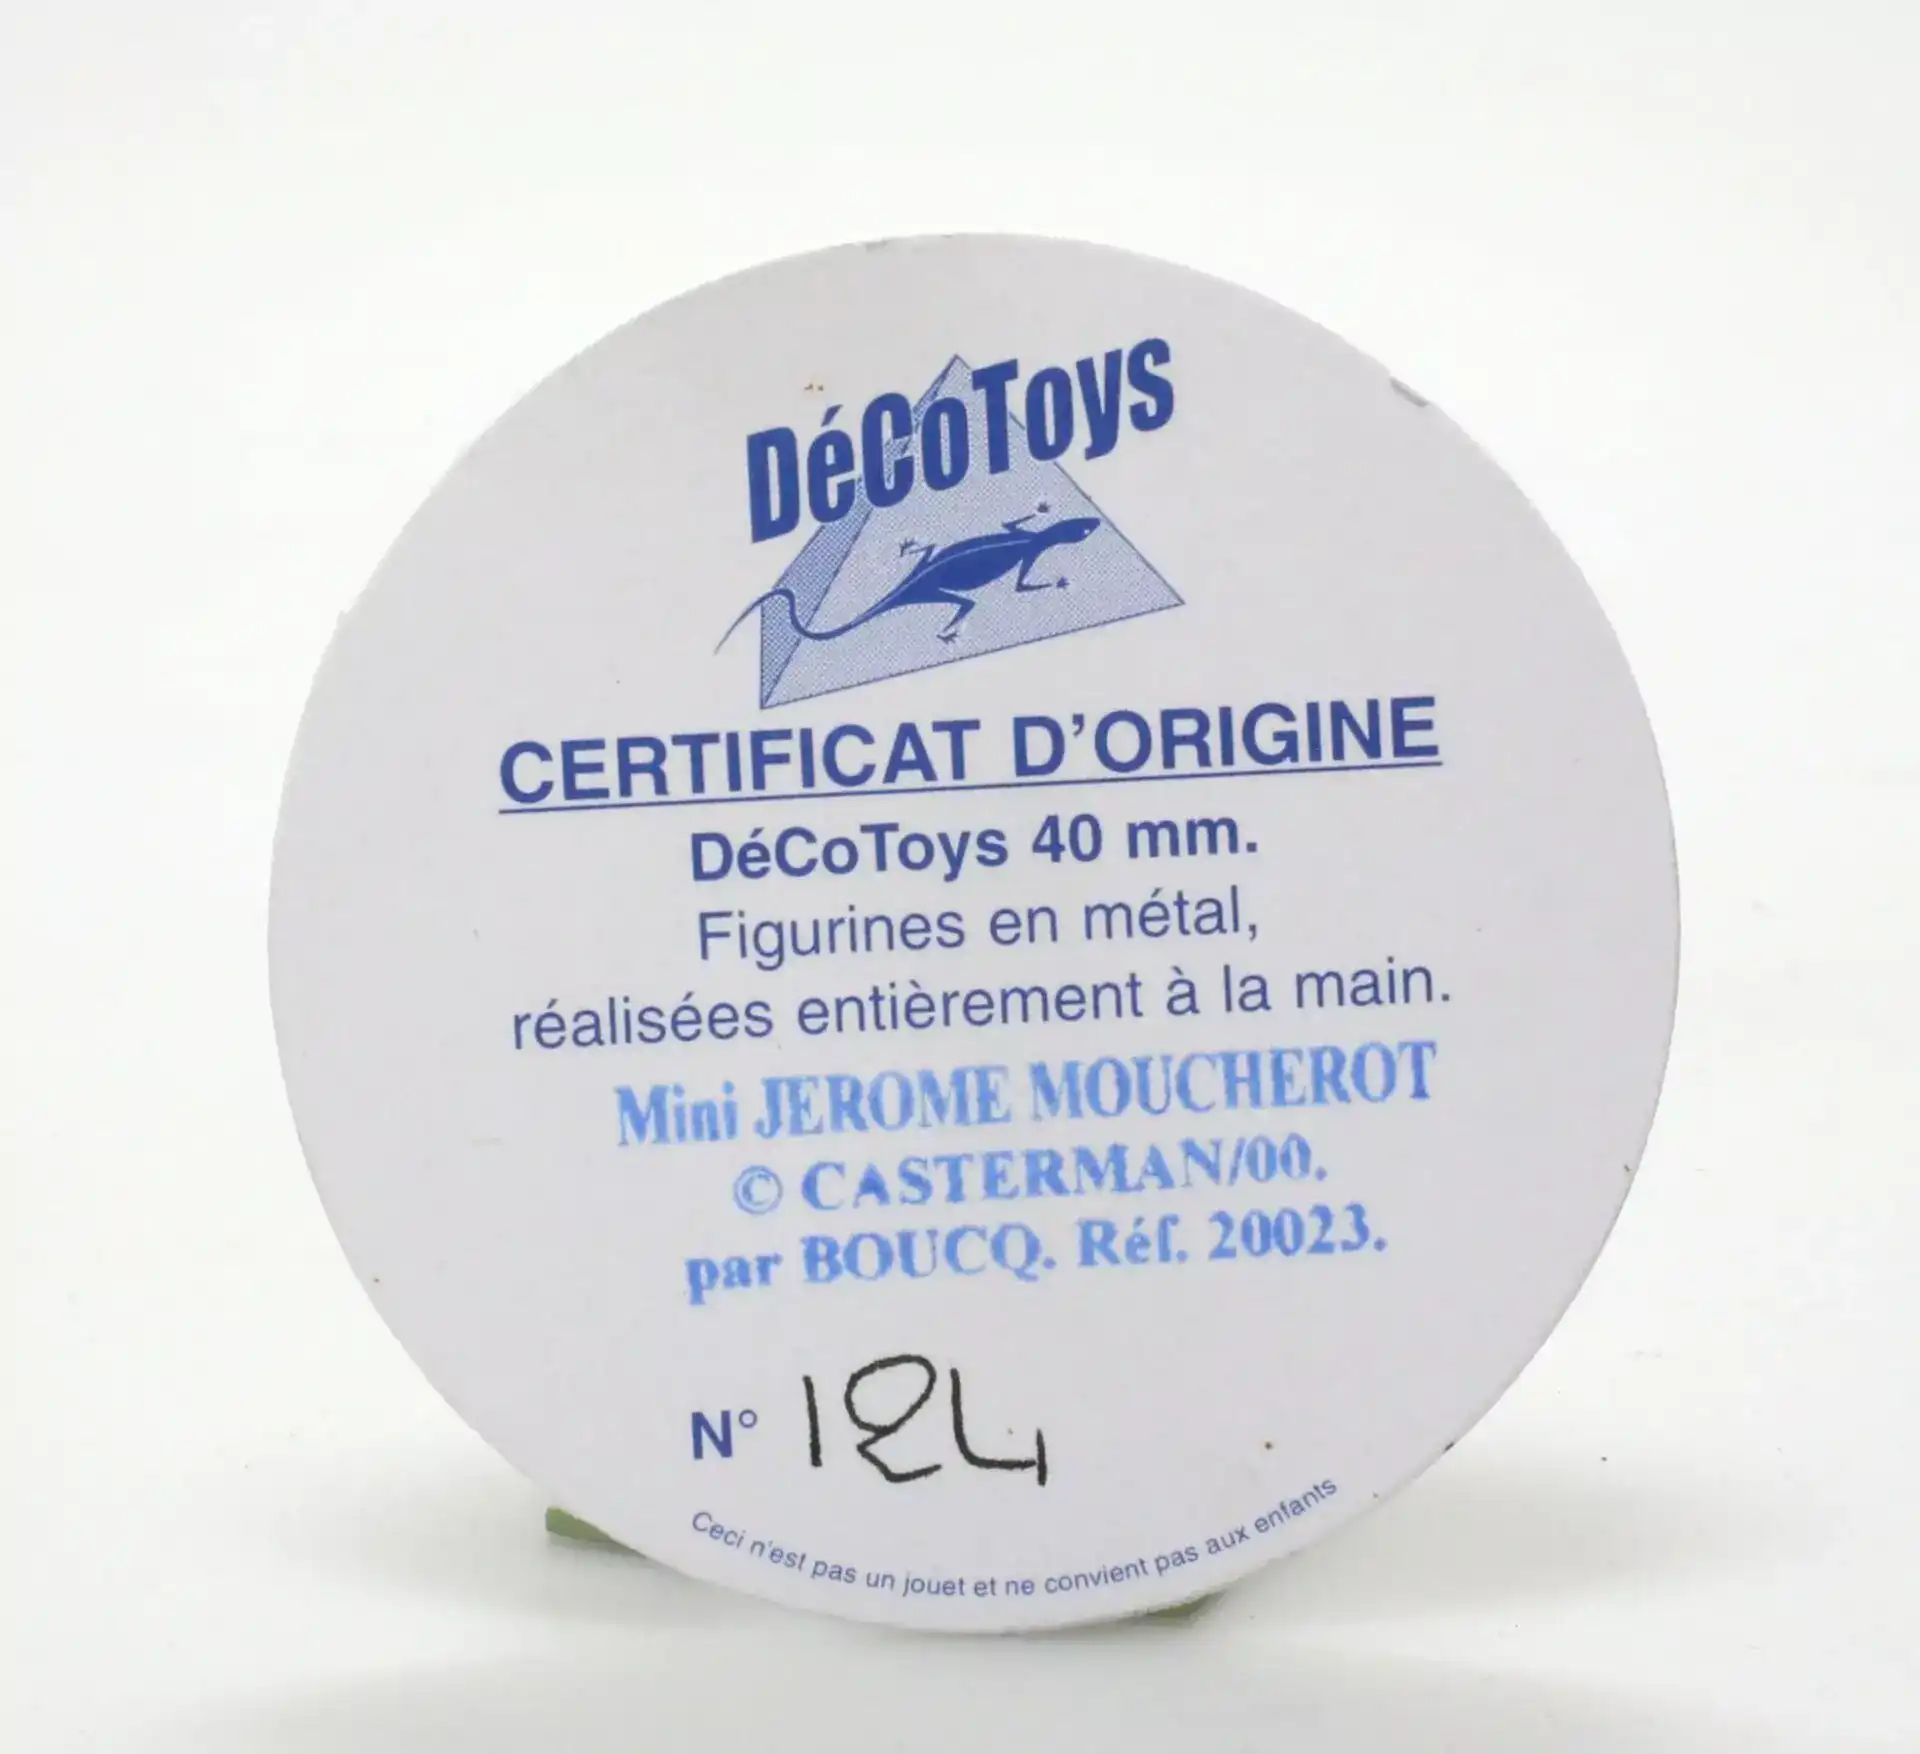 DéCoToys
CERTIFICAT D'ORIGINE
DéCoToys 40 mm.
Figurines en métal,
réalisées entièrement à la main.
Mini JEROME MOUCHEROT
© CASTERMAN/00.
par BOUCQ. Réf. 20023.
N° 124
Ceci n'est pas un jouet et ne convient pas aux enfants